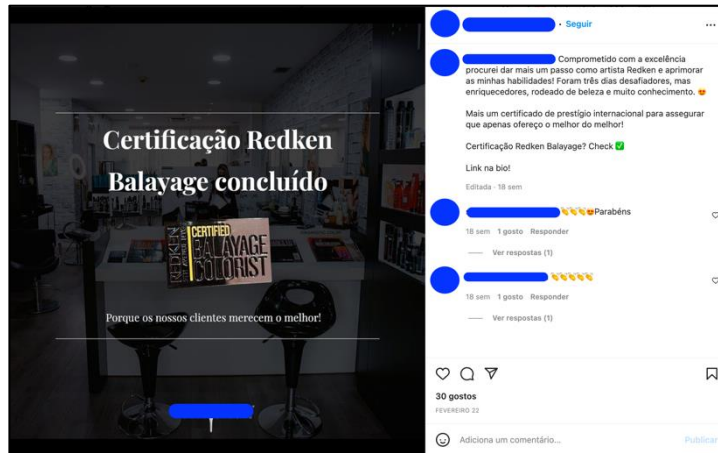 Certificação Redken
Balayage concluído
REDKEN
5TH AVENUE NYC
CERTIFIED
BALAYAGE
COLORIST
Porque os nossos clientes merecem o melhor!
• Seguir
Comprometido com a excelência
procurei dar mais um passo como artista Redken e aprimorar
as minhas habilidades! Foram três dias desafiadores, mas
enriquecedores, rodeado de beleza e muito conhecimento. 😍
Mais um certificado de prestígio internacional para assegurar
que apenas ofereço o melhor do melhor!
Certificação Redken Balayage? Check ✅
Link na bio!
Editada · 18 sem
👏👏👏😍Parabéns
18 sem 1 gosto Responder
Ver respostas (1)
👏👏👏👏👏
18 sem 1 gosto Responder
Ver respostas (1)
30 gostos
FEVEREIRO 22
Adiciona um comentário...
Publicar